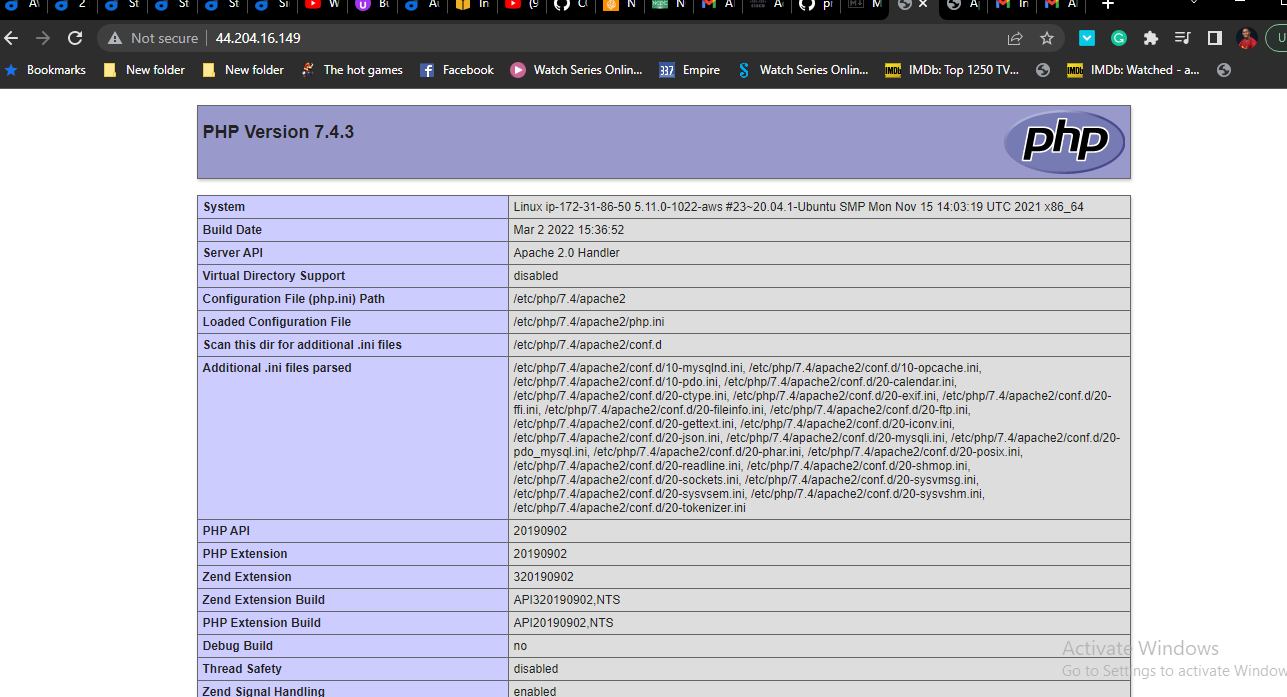 Not secure
44.204.16.149
Bookmarks New folder New folder The hot games Facebook Watch Series Onlin... 337 Empire Watch Series Onlin... IMDb IMDb: Top 1250 TV... IMDb IMDb: Watched - a...
PHP Version 7.4.3
php
System Linux ip-172-31-86-50 5.11.0-1022-aws #23~20.04.1-Ubuntu SMP Mon Nov 15 14:03:19 UTC 2021 x86_64
Build Date Mar 2 2022 15:36:52
Server API Apache 2.0 Handler
Virtual Directory Support disabled
Configuration File (php.ini) Path /etc/php/7.4/apache2
Loaded Configuration File /etc/php/7.4/apache2/php.ini
Scan this dir for additional .ini files /etc/php/7.4/apache2/conf.d
Additional .ini files parsed /etc/php/7.4/apache2/conf.d/10-mysqlnd.ini, /etc/php/7.4/apache2/conf.d/10-opcache.ini,
/etc/php/7.4/apache2/conf.d/10-pdo.ini, /etc/php/7.4/apache2/conf.d/20-calendar.ini,
/etc/php/7.4/apache2/conf.d/20-ctype.ini, /etc/php/7.4/apache2/conf.d/20-exif.ini, /etc/php/7.4/apache2/conf.d/20-
ffi.ini, /etc/php/7.4/apache2/conf.d/20-fileinfo.ini, /etc/php/7.4/apache2/conf.d/20-ftp.ini,
/etc/php/7.4/apache2/conf.d/20-gettext.ini, /etc/php/7.4/apache2/conf.d/20-iconv.ini,
/etc/php/7.4/apache2/conf.d/20-json.ini, /etc/php/7.4/apache2/conf.d/20-mysqli.ini, /etc/php/7.4/apache2/conf.d/20-
pdo_mysql.ini, /etc/php/7.4/apache2/conf.d/20-phar.ini, /etc/php/7.4/apache2/conf.d/20-posix.ini,
/etc/php/7.4/apache2/conf.d/20-readline.ini, /etc/php/7.4/apache2/conf.d/20-shmop.ini,
/etc/php/7.4/apache2/conf.d/20-sockets.ini, /etc/php/7.4/apache2/conf.d/20-sysvmsg.ini,
/etc/php/7.4/apache2/conf.d/20-sysvsem.ini, /etc/php/7.4/apache2/conf.d/20-sysvshm.ini,
/etc/php/7.4/apache2/conf.d/20-tokenizer.ini
PHP API 20190902
PHP Extension 20190902
Zend Extension 320190902
Zend Extension Build API320190902,NTS
PHP Extension Build API20190902,NTS
Debug Build no
Thread Safety disabled
Zend Signal Handling enabled
Activate Windows
Go to Settings to activate Window